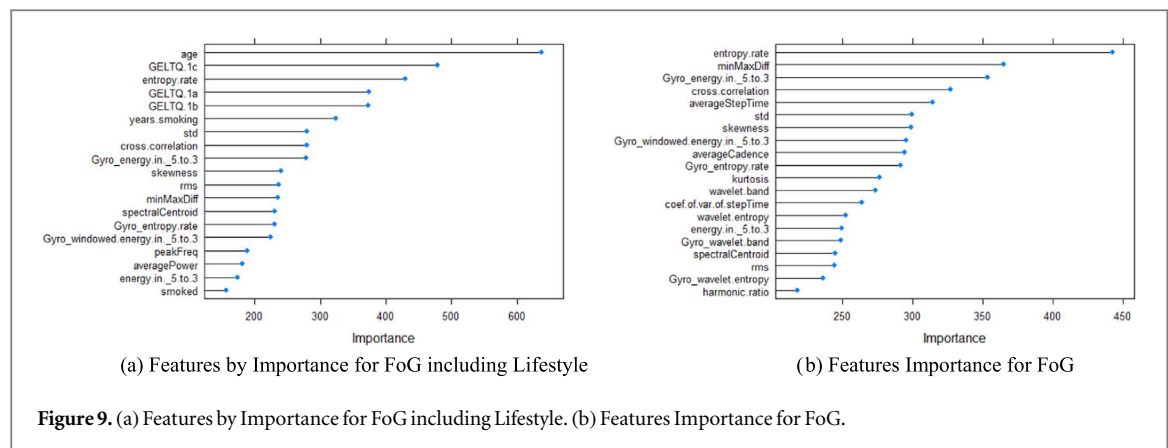 age
GELTQ.1c
entropy.rate
GELTQ.1a
GELTQ.1b
years.smoking
std
cross.correlation
Gyro_energy.in._5.to.3
skewness
rms
minMaxDiff
spectralCentroid
Gyro_entropy.rate
Gyro_windowed.energy.in._5.to.3
peakFreq
averagePower
energy.in._5.to.3
smoked
200 300 400 500 600
Importance
(a) Features by Importance for FoG including Lifestyle
entropy.rate
minMaxDiff
Gyro_energy.in._5.to.3
cross.correlation
averageStepTime
std
skewness
Gyro_windowed.energy.in._5.to.3
averageCadence
Gyro_entropy.rate
kurtosis
wavelet.band
coef.of.var.of.stepTime
wavelet.entropy
energy.in._5.to.3
Gyro_wavelet.band
spectralCentroid
rms
Gyro_wavelet.entropy
harmonic.ratio
250 300 350 400 450
Importance
(b) Features Importance for FoG
Figure 9. (a) Features by Importance for FoG including Lifestyle. (b) Features Importance for FoG.